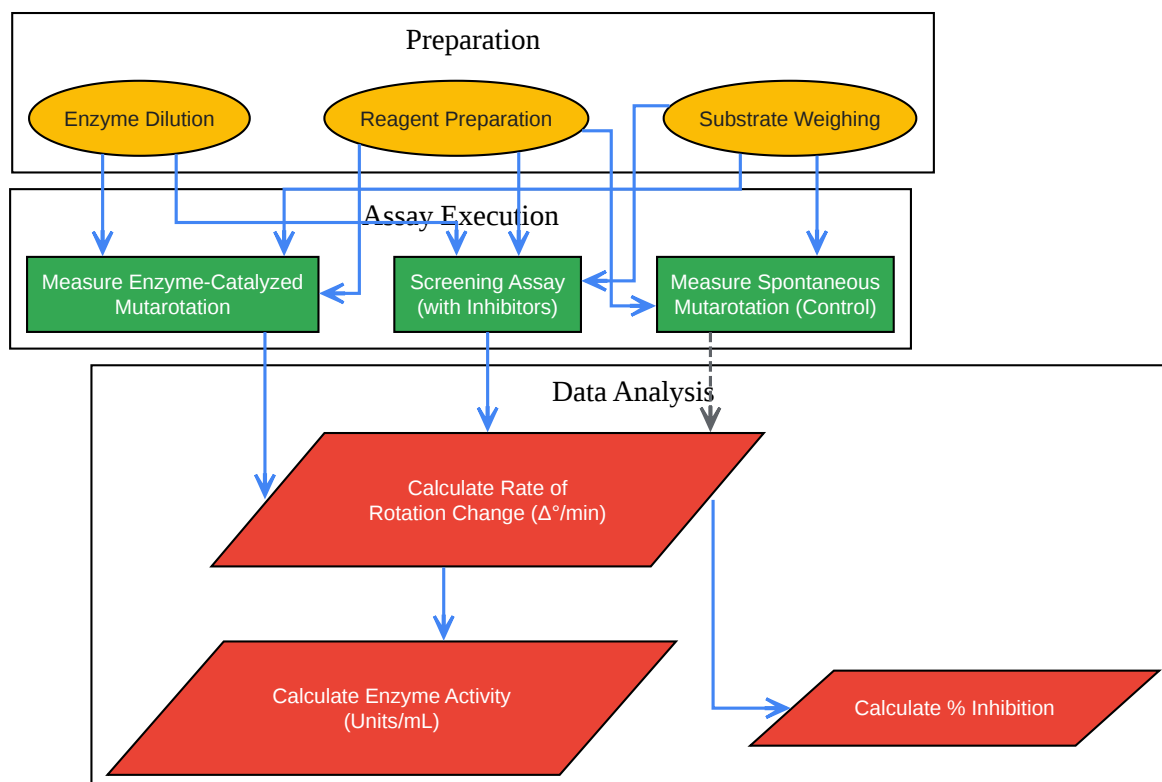 Preparation
Enzyme Dilution
Reagent Preparation
Substrate Weighing
Assay Execution
Measure Enzyme-Catalyzed
Mutarotation
Screening Assay
(with Inhibitors)
Measure Spontaneous
Mutarotation (Control)
Data Analysis
Calculate Rate of
Rotation Change (Δ°/min)
Calculate Enzyme Activity
(Units/mL)
Calculate % Inhibition